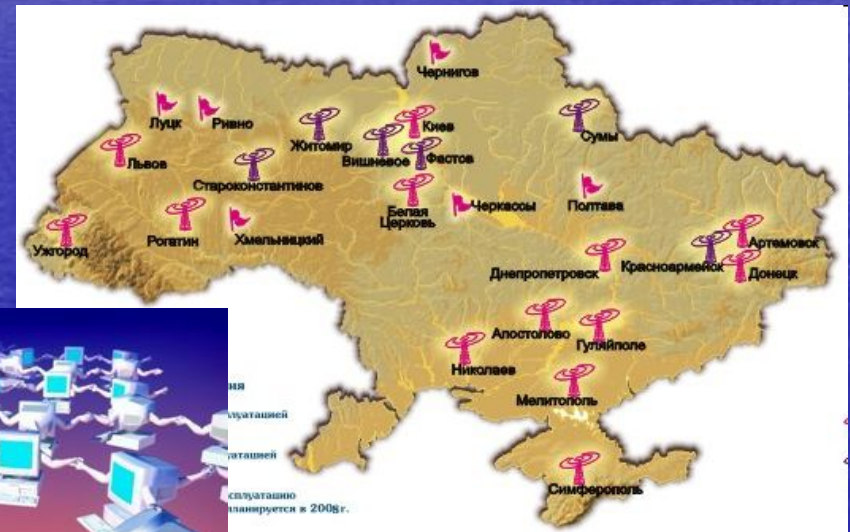 Чернигов
Луцк
Ривно
Киев
Сумы
Житомир
Львов
Вишневое
Фастов
Староконстантинов
Белая
Церковь
Черкассы
Полтава
Ужгород
Рогатин
Хмельницкий
Артемовск
Красноармейск
Днепропетровск
Донецк
Апостолово
Гуляйполе
Николаев
Мелитополь
Симферополь
планируется в 2008г.